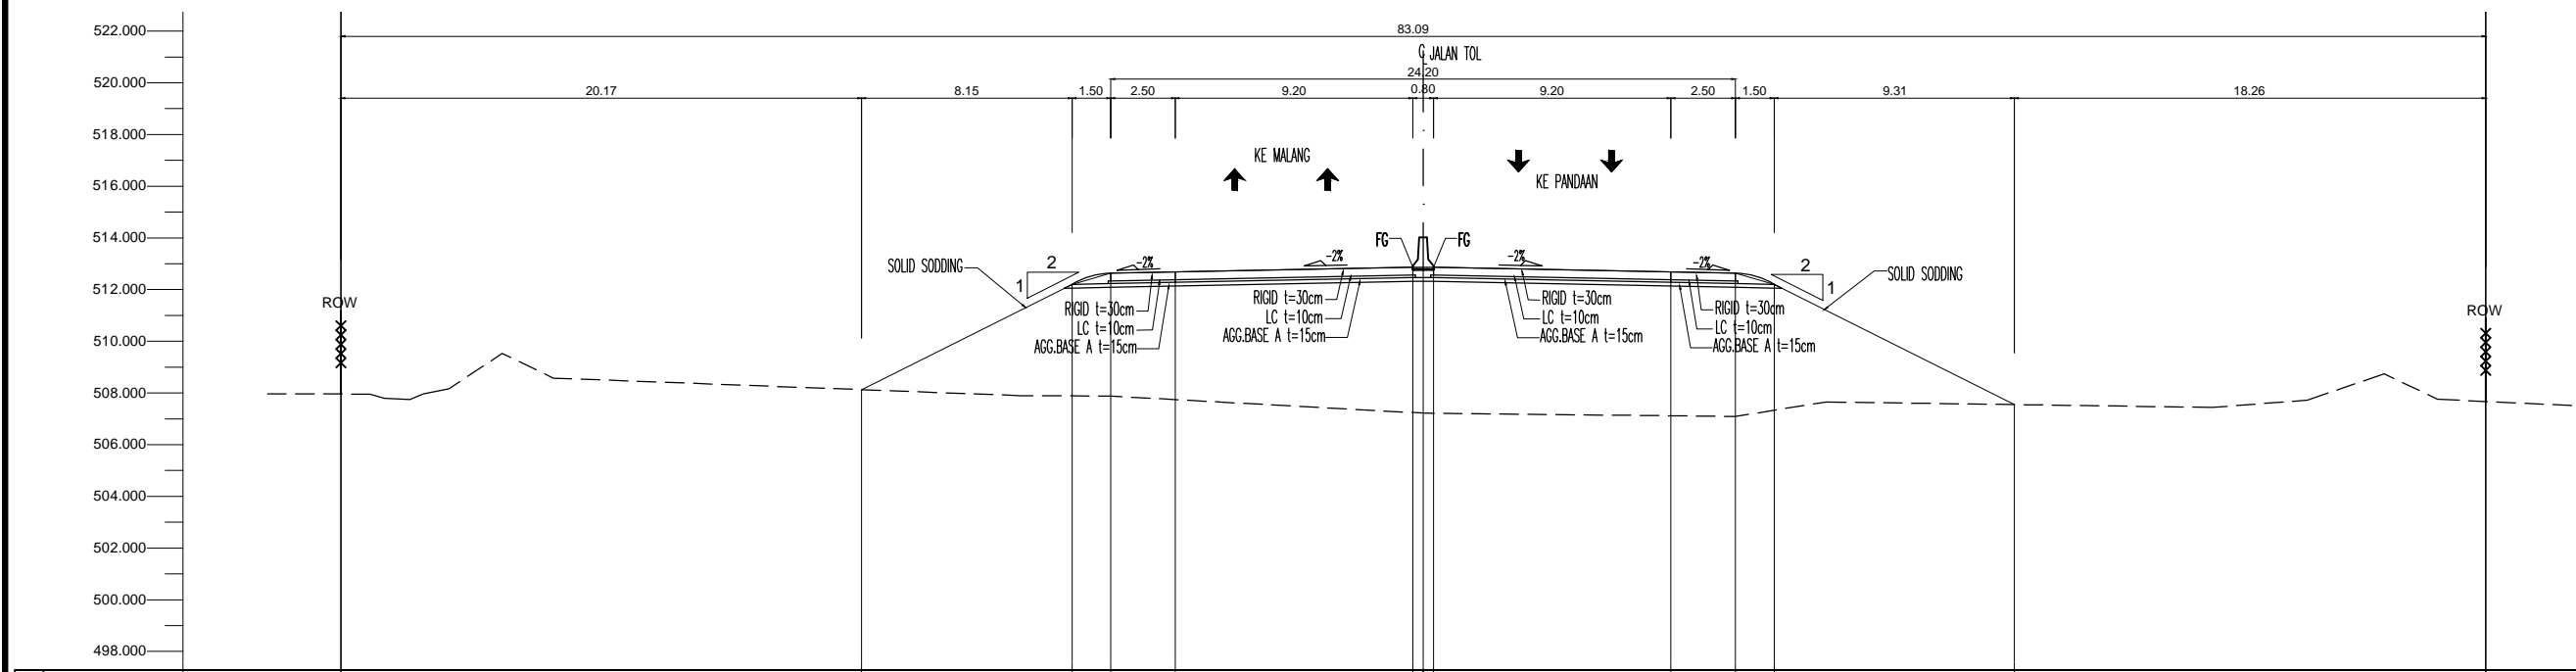 522.000
83.09
℄ JALAN TOL
520.000
24.20
20.17 8.15 1.50 2.50 9.20 0.80 9.20 2.50 1.50 9.31 18.26
518.000
KE MALANG
516.000
KE PANDAAN
514.000
FG FG
-2% -2% -2% -2%
SOLID SODDING 2 1
2 1 SOLID SODDING
512.000
ROW
RIGID t=30cm
LC t=10cm
AGG.BASE A t=15cm
RIGID t=30cm
LC t=10cm
AGG.BASE A t=15cm
RIGID t=30cm
LC t=10cm
AGG.BASE A t=15cm
RIGID t=30cm
LC t=10cm
AGG.BASE A t=15cm
ROW
510.000
508.000
506.000
504.000
502.000
500.000
498.000